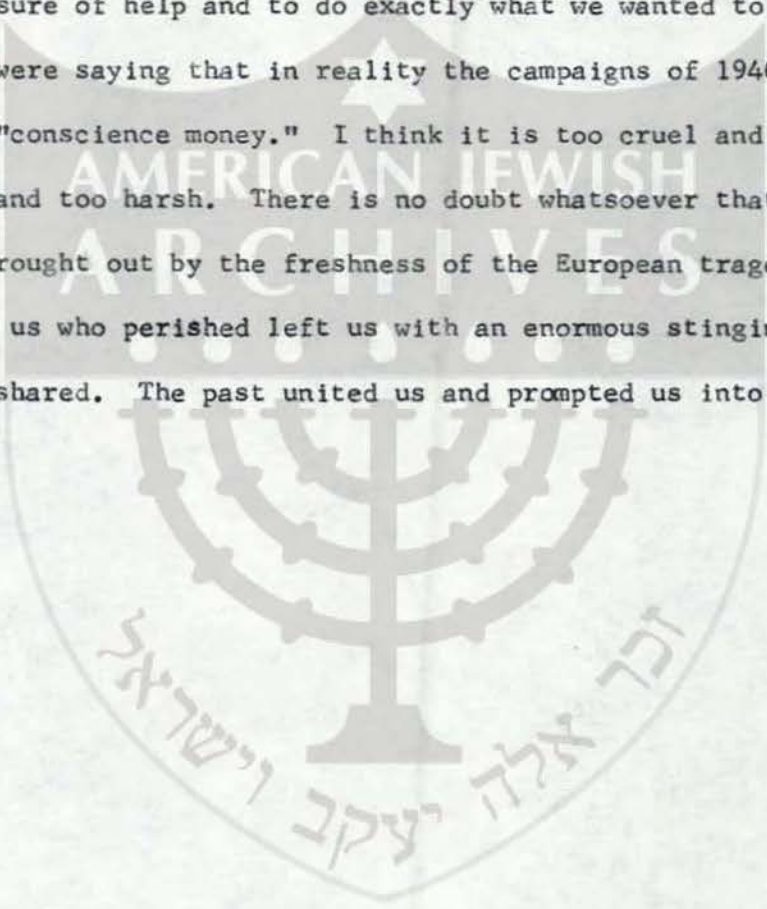 sure of help and to do exactly what we wanted to
were saying that in reality the campaigns of 194
"conscience money." I think it is too cruel and
and too harsh. There is no doubt whatsoever tha
rought out by the freshness of the European trag
us who perished left us with an enormous stingi
shared. The past united us and prompted us into
AMERICAN JEWISH
ARCHIVES
זכר אלה יעקב וישראל